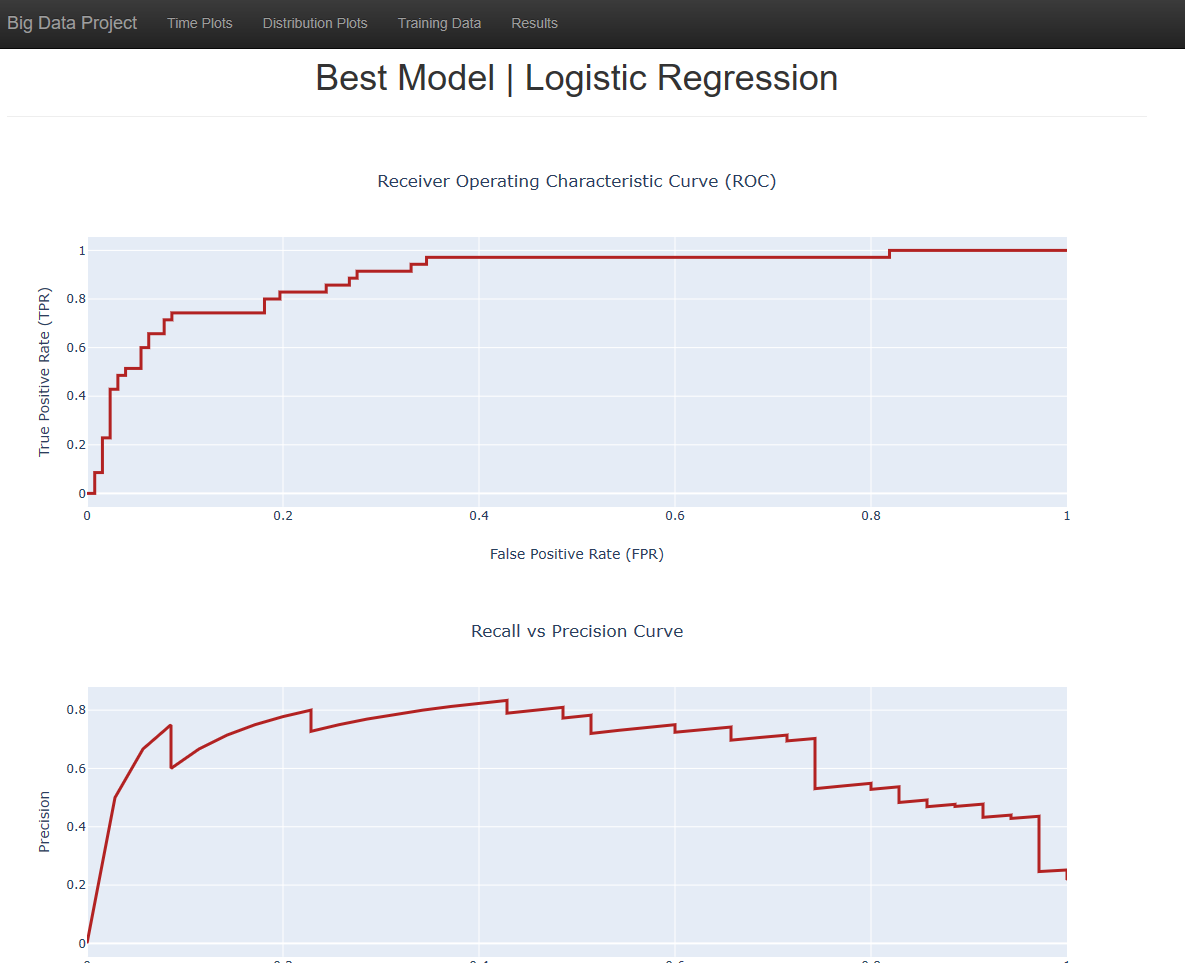 Big Data Project Time Plots Distribution Plots Training Data Results
Best Model | Logistic Regression
Receiver Operating Characteristic Curve (ROC)
1
0.8
0.6
0.4
0.2
0
True Positive Rate (TPR)
0 0.2 0.4 0.6 0.8 1
False Positive Rate (FPR)
Recall vs Precision Curve
0.8
0.6
0.4
0.2
0
Precision